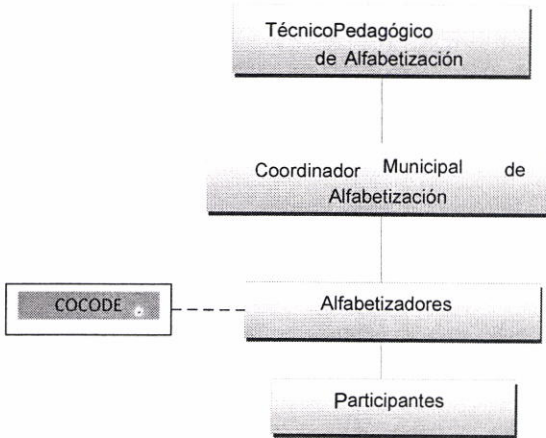 TécnicoPedagógico
de Alfabetización
Coordinador Municipal de
Alfabetización
COCODE
Alfabetizadores
Participantes